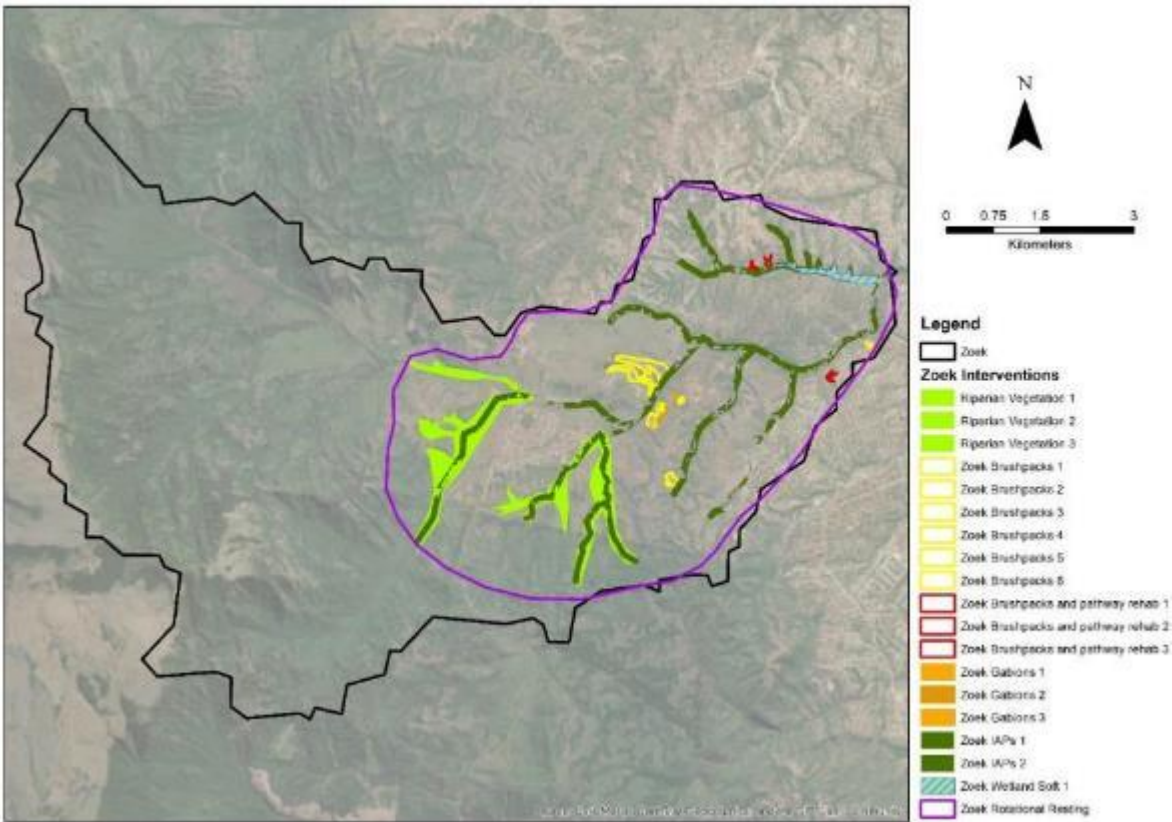 N
0 0.75 1.5 3
Kilometers
Legend
Zoek
Zoek Interventions
Riparian Vegetation 1
Riparian Vegetation 2
Riparian Vegetation 3
Zoek Brushpacks 1
Zoek Brushpacks 2
Zoek Brushpacks 3
Zoek Brushpacks 4
Zoek Brushpacks 5
Zoek Brushpacks 6
Zoek Brushpacks and pathway rehab 1
Zoek Brushpacks and pathway rehab 2
Zoek Brushpacks and pathway rehab 3
Zoek Gabions 1
Zoek Gabions 2
Zoek Gabions 3
Zoek IAPs 1
Zoek IAPs 2
Zoek Wetland Soft 1
Zoek Rotational Resting